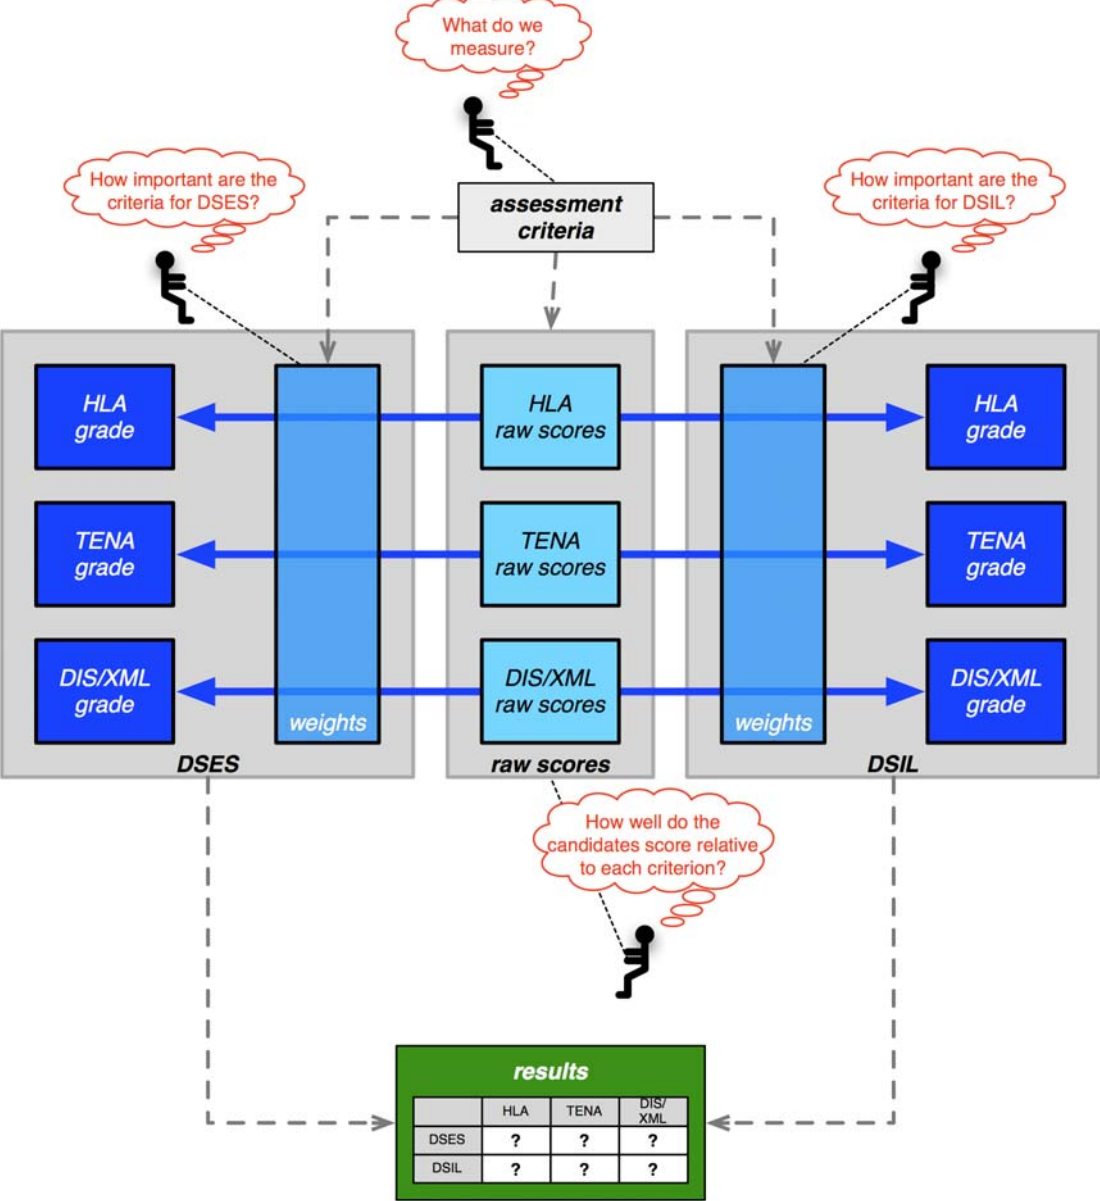 What do we
measure?
How important are the
criteria for DSES?
assessment
criteria
How important are the
criteria for DSIL?
HLA
grade
TENA
grade
DIS/XML
grade
weights
DSES
HLA
raw scores
TENA
raw scores
DIS/XML
raw scores
raw scores
weights
HLA
grade
TENA
grade
DIS/XML
grade
DSIL
How well do the
candidates score relative
to each criterion?
results
HLA TENA DIS/
XML
DSES ? ? ?
DSIL ? ? ?